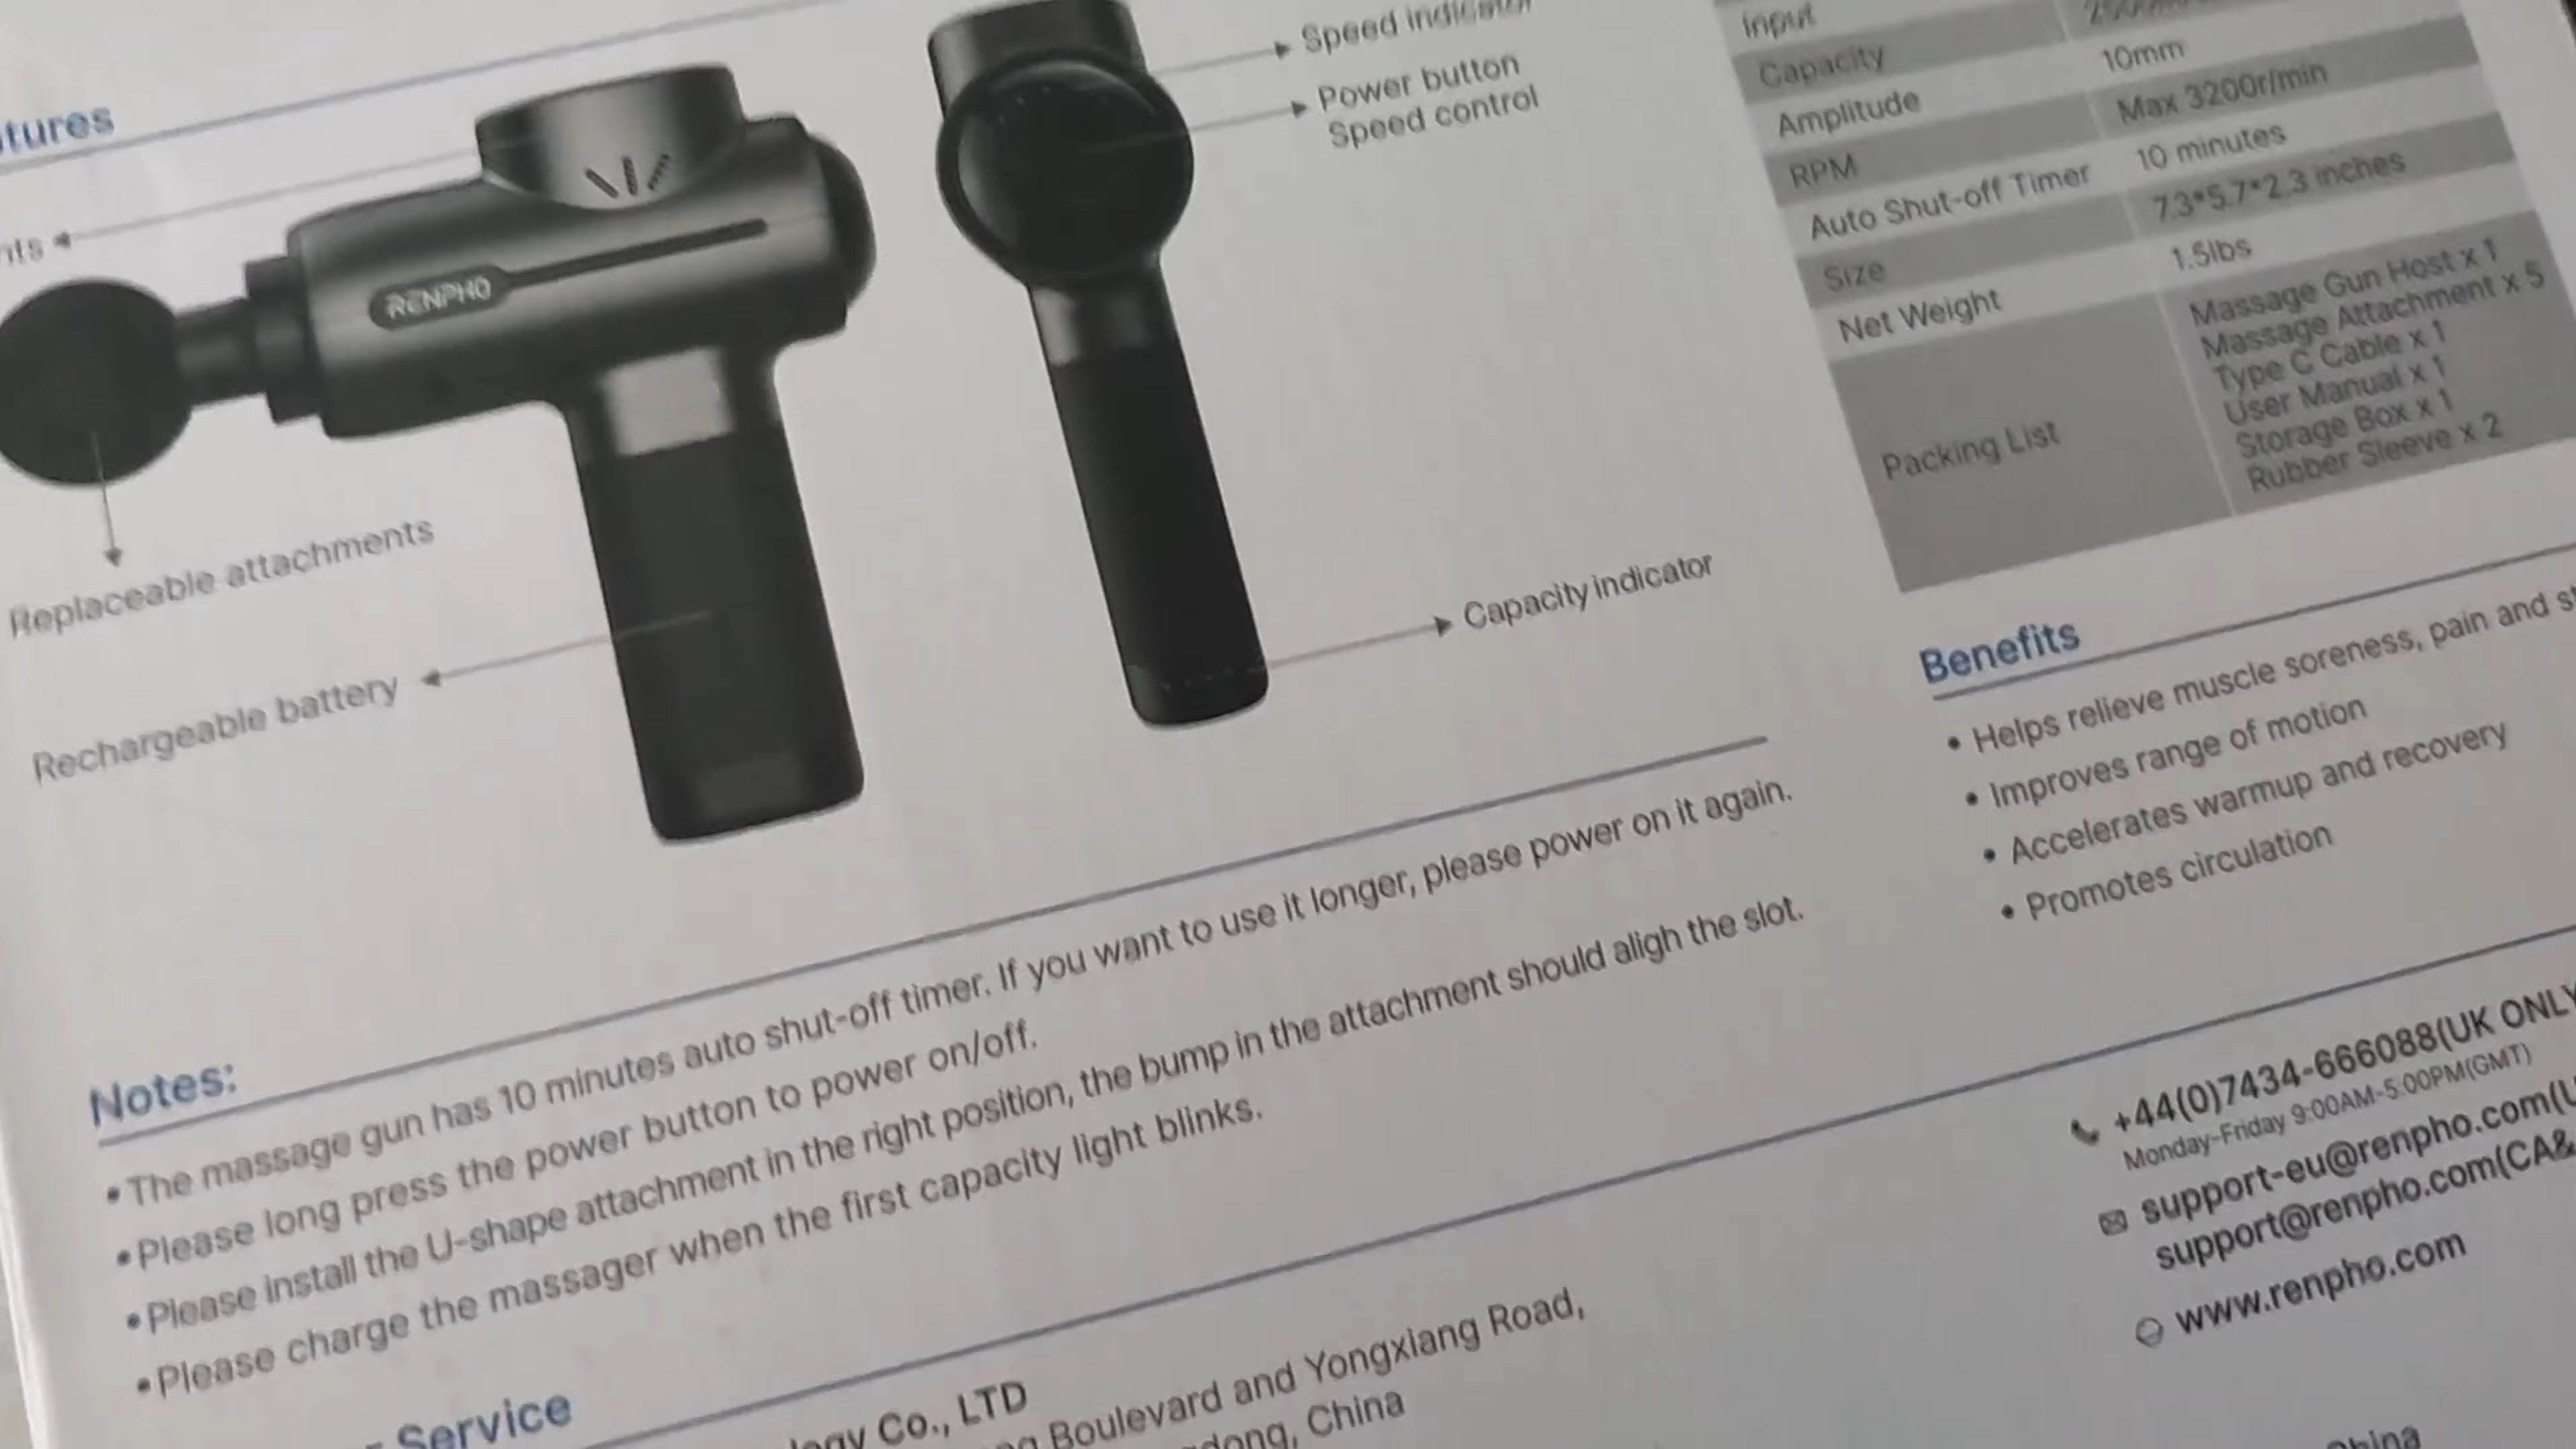 Speed indicator
Power button
Speed control
RENPHO
Replaceable attachments
Rechargeable battery
Capacity indicator
Input
Capacity
Amplitude 10mm
RPM Max 3200r/min
Auto Shut-off Timer 10 minutes
Size 7.3*5.7*2.3 inches
Net Weight 1.5lbs
Packing List
Massage Gun Host x 1
Massage Attachment x 5
Type C Cable x 1
User Manual x 1
Storage Box x 1
Rubber Sleeve x 2
Benefits
• Helps relieve muscle soreness, pain and
• Improves range of motion
• Accelerates warmup and recovery
• Promotes circulation
Notes:
•The massage gun has 10 minutes auto shut-off timer. If you want to use it longer, please power on it again.
•Please long press the power button to power on/off.
•Please install the U-shape attachment in the right position, the bump in the attachment should aligh the slot.
•Please charge the massager when the first capacity light blinks.
+44(0)7434-666088(UK ONLY
Monday-Friday 9:00AM-5:00PM(GMT)
support-eu@renpho.com(
support@renpho.com(CA&
www.renpho.com
Service
Co., LTD
Boulevard and Yongxiang Road,
China